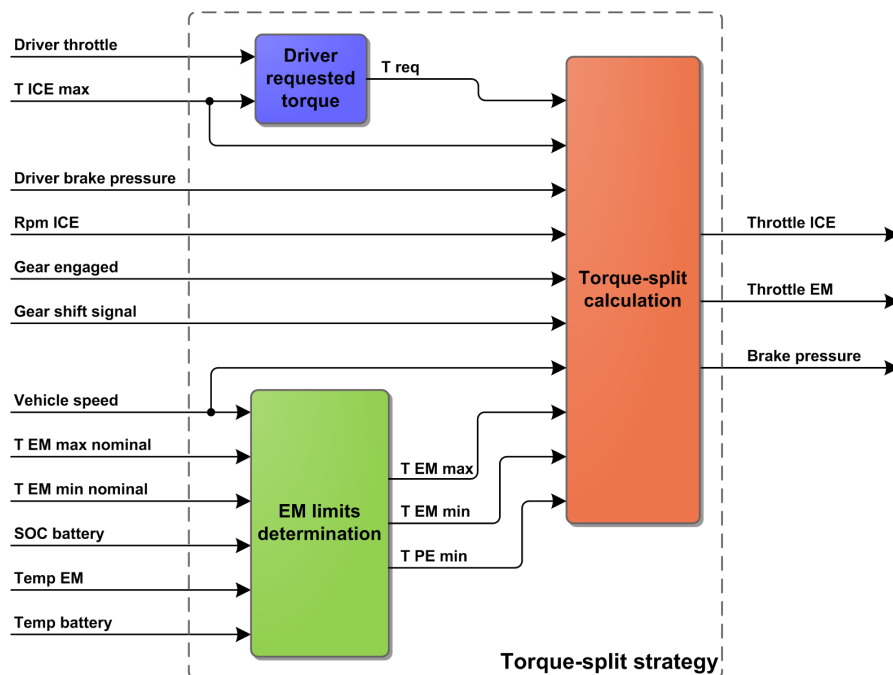 Driver throttle
T ICE max
Driver
requested
torque
T req
Driver brake pressure
Rpm ICE
Gear engaged
Gear shift signal
Torque-split
calculation
Throttle ICE
Throttle EM
Brake pressure
Vehicle speed
T EM max nominal
T EM min nominal
SOC battery
Temp EM
Temp battery
EM limits
determination
T EM max
T EM min
T PE min
Torque-split strategy